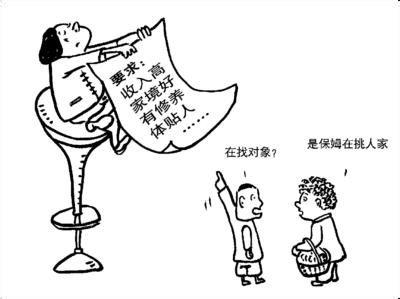 要求：
收入高
家境好
有修养
体贴人
……
在找对象？
是保姆在挑人家